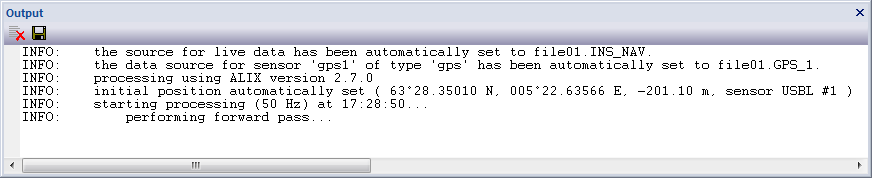 Output
INFO:    the source for live data has been automatically set to file01.INS_NAV.
INFO:    the data source for sensor 'gps1' of type 'gps' has been automatically set to file01.GPS_1.
INFO:    processing using ALIX version 2.7.0
INFO:    initial position automatically set ( 63°28.35010 N, 005°22.63566 E, -201.10 m, sensor USBL #1 )
INFO:    starting processing (50 Hz) at 17:28:50...
INFO:        performing forward pass...